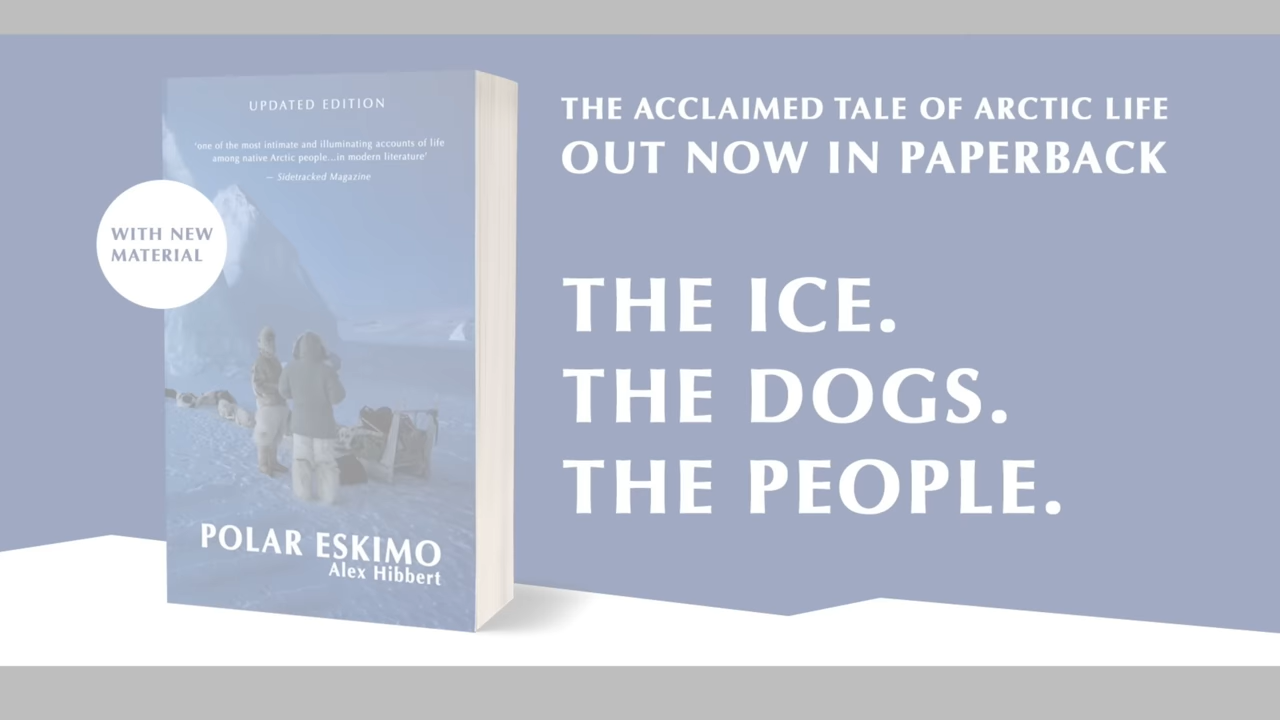 UPDATED EDITION
'one of the most intimate and illuminating accounts of life
among native Arctic people...in modern literature'
— Sidetracked Magazine
WITH NEW
MATERIAL
POLAR ESKIMO
Alex Hibbert
THE ACCLAIMED TALE OF ARCTIC LIFE
OUT NOW IN PAPERBACK
THE ICE.
THE DOGS.
THE PEOPLE.